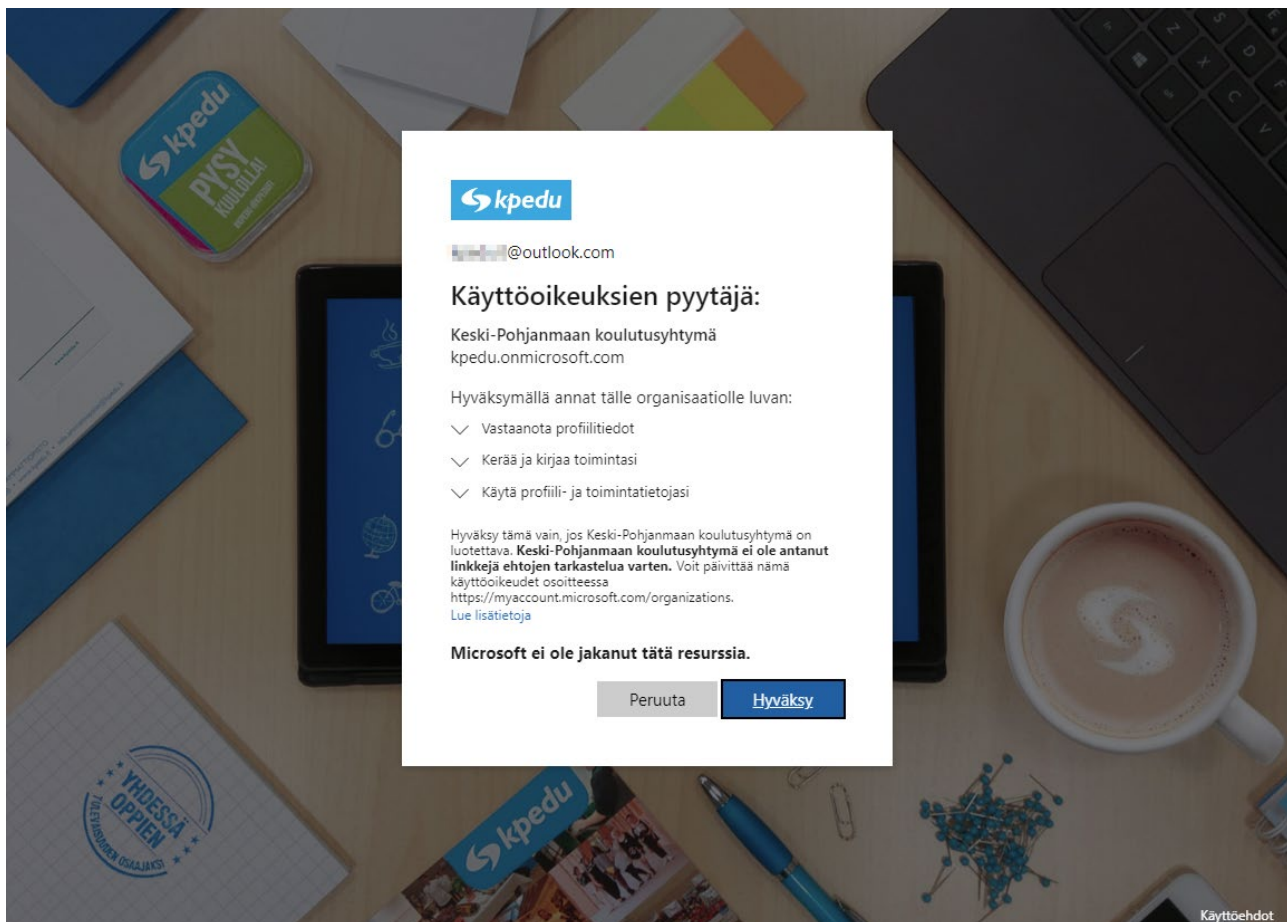 kpedu
PYSY
KUULOLLA!
kpedu
@outlook.com
Käyttöoikeuksien pyytäjä:
Keski-Pohjanmaan koulutusyhtymä
kpedu.onmicrosoft.com
Hyväksymällä annat tälle organisaatiolle luvan:
Vastaanota profiilitiedot
Kerää ja kirjaa toimintasi
Käytä profiili- ja toimintatietojasi
Hyväksy tämä vain, jos Keski-Pohjanmaan koulutusyhtymä on
luotettava. Keski-Pohjanmaan koulutusyhtymä ei ole antanut
linkkejä ehtojen tarkastelua varten. Voit päivittää nämä
käyttöoikeudet osoitteessa
https://myaccount.microsoft.com/organizations.
Lue lisätietoja
Microsoft ei ole jakanut tätä resurssia.
Peruuta
Hyväksy
YHDESSÄ
OPPIEN
TULEVAISUUDEN OSAAJAKSI
kpedu
Käyttöehdot